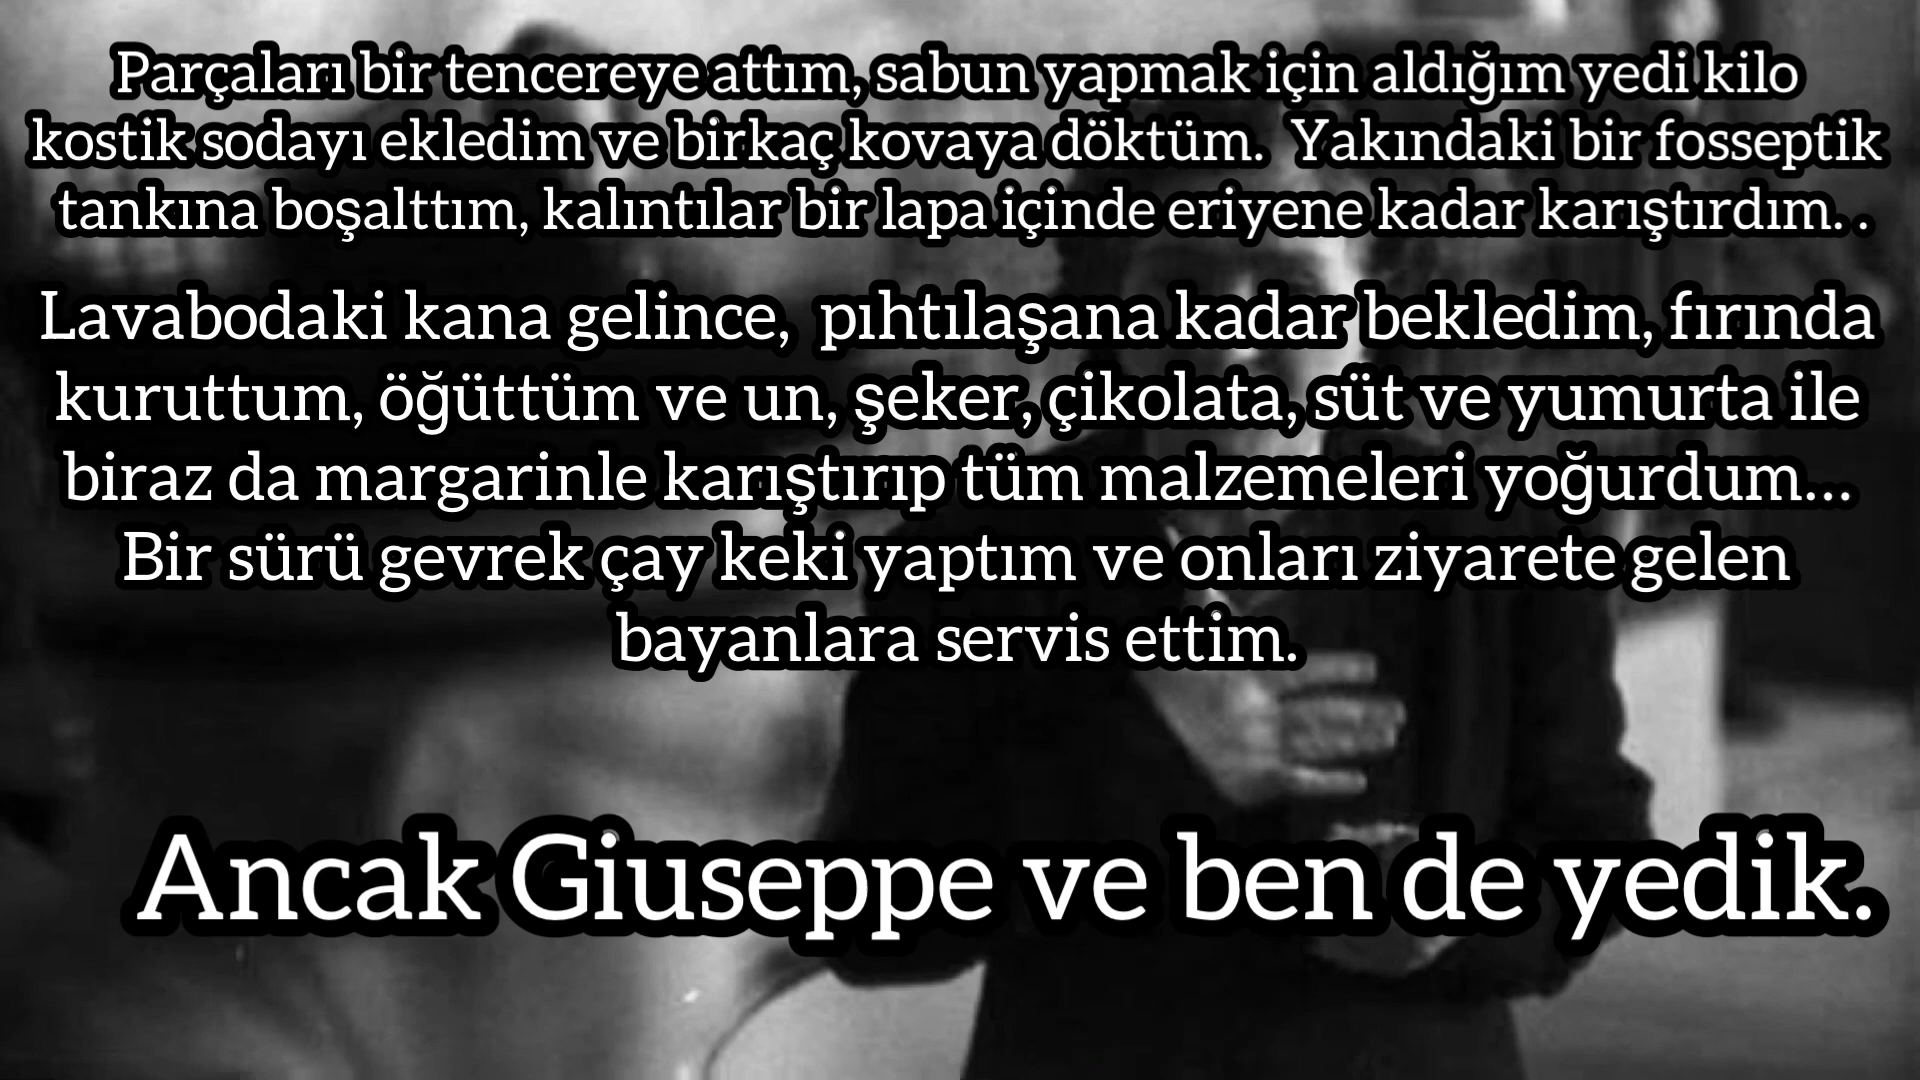 Parçaları bir tencereye attım, sabun yapmak için aldığım yedi kilo
kostik sodayı ekledim ve birkaç kovaya döktüm. Yakındaki bir fosseptik
tankına boşalttım, kalıntılar bir lapa içinde eriyene kadar karıştırdım. .
Lavabodaki kana gelince, pıhtılaşana kadar bekledim, fırında
kuruttum, öğüttüm ve un, şeker, çikolata, süt ve yumurta ile
biraz da margarinle karıştırıp tüm malzemeleri yoğurdum...
Bir sürü gevrek çay keki yaptım ve onları ziyarete gelen
bayanlara servis ettim.
Ancak Giuseppe ve ben de yedik.